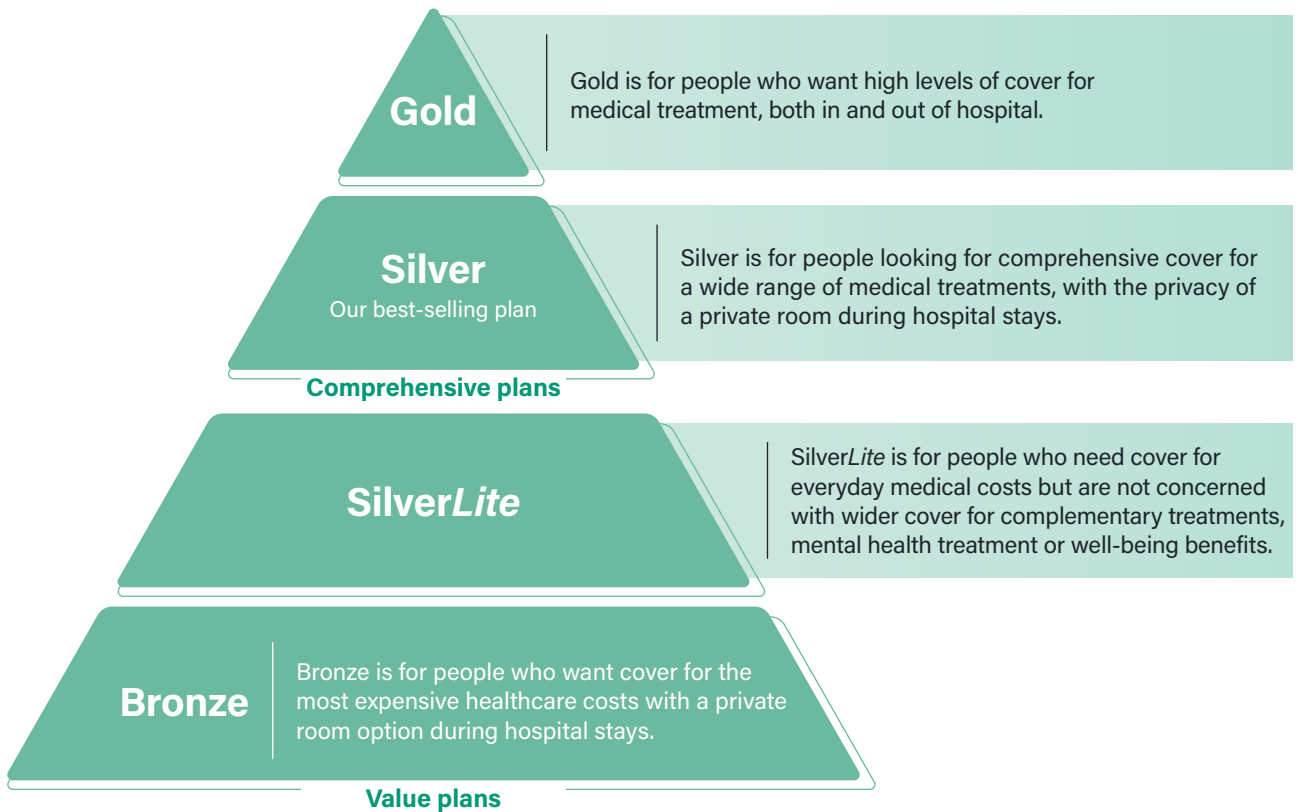 Gold
Gold is for people who want high levels of cover for
medical treatment, both in and out of hospital.
Silver
Our best-selling plan
Silver is for people looking for comprehensive cover for
a wide range of medical treatments, with the privacy of
a private room during hospital stays.
Comprehensive plans
SilverLite
SilverLite is for people who need cover for
everyday medical costs but are not concerned
with wider cover for complementary treatments,
mental health treatment or well-being benefits.
Bronze
Bronze is for people who want cover for the
most expensive healthcare costs with a private
room option during hospital stays.
Value plans